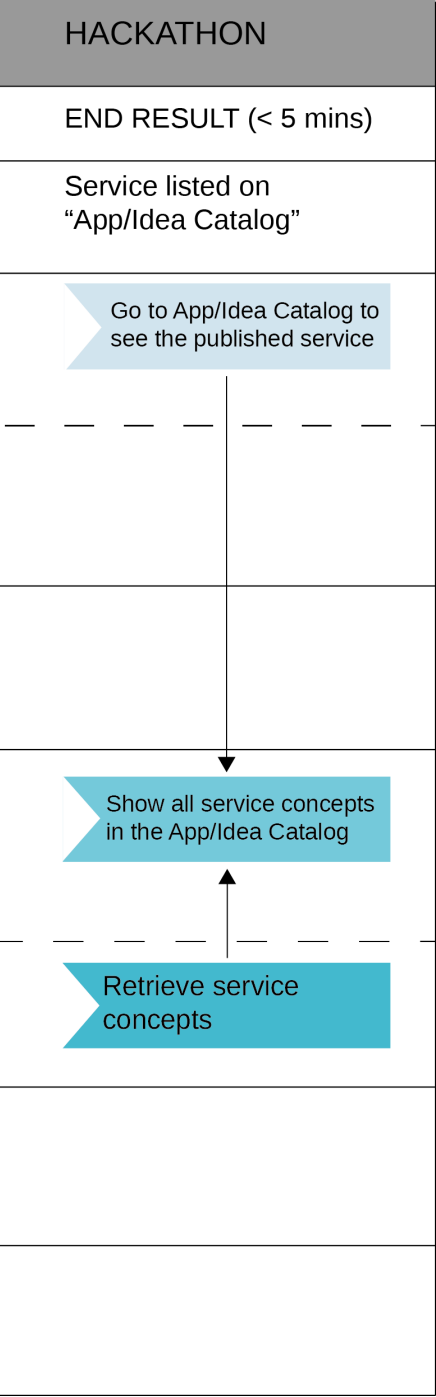 HACKATHON
END RESULT (< 5 mins)
Service listed on
“App/Idea Catalog”
Go to App/Idea Catalog to
see the published service
Show all service concepts
in the App/Idea Catalog
Retrieve service
concepts